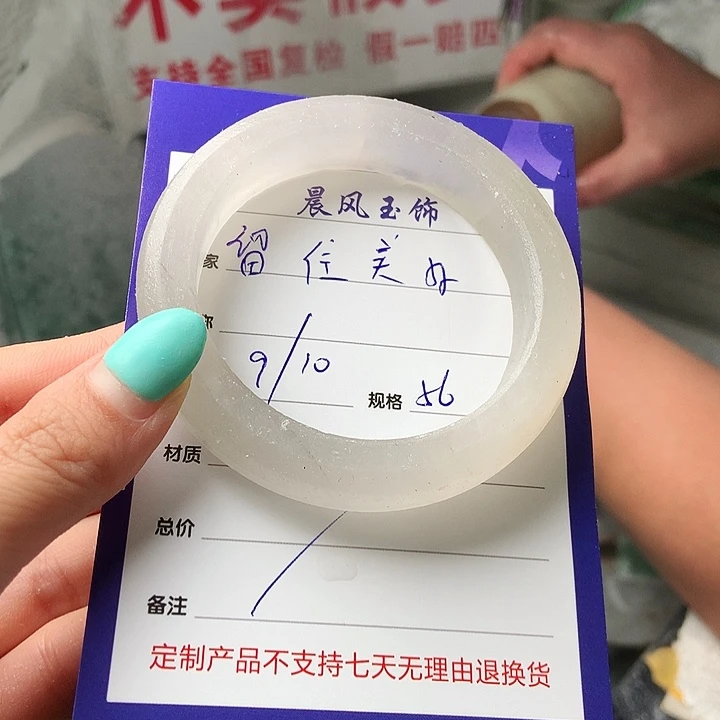 支持全国复检 假一赔四
晨风玉饰
家 留住美好
称
9/10 规格 56
材质
总价
备注
定制产品不支持七天无理由退换货